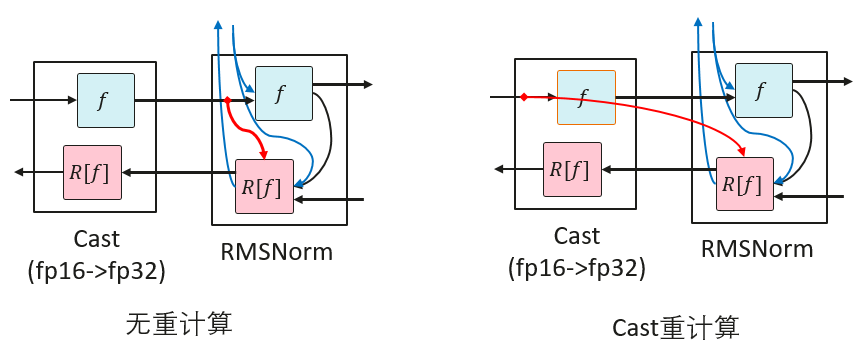 f
f
R[f]
R[f]
Cast
(fp16->fp32)
RMSNorm
无重计算
f
f
R[f]
R[f]
Cast
(fp16->fp32)
RMSNorm
Cast重计算